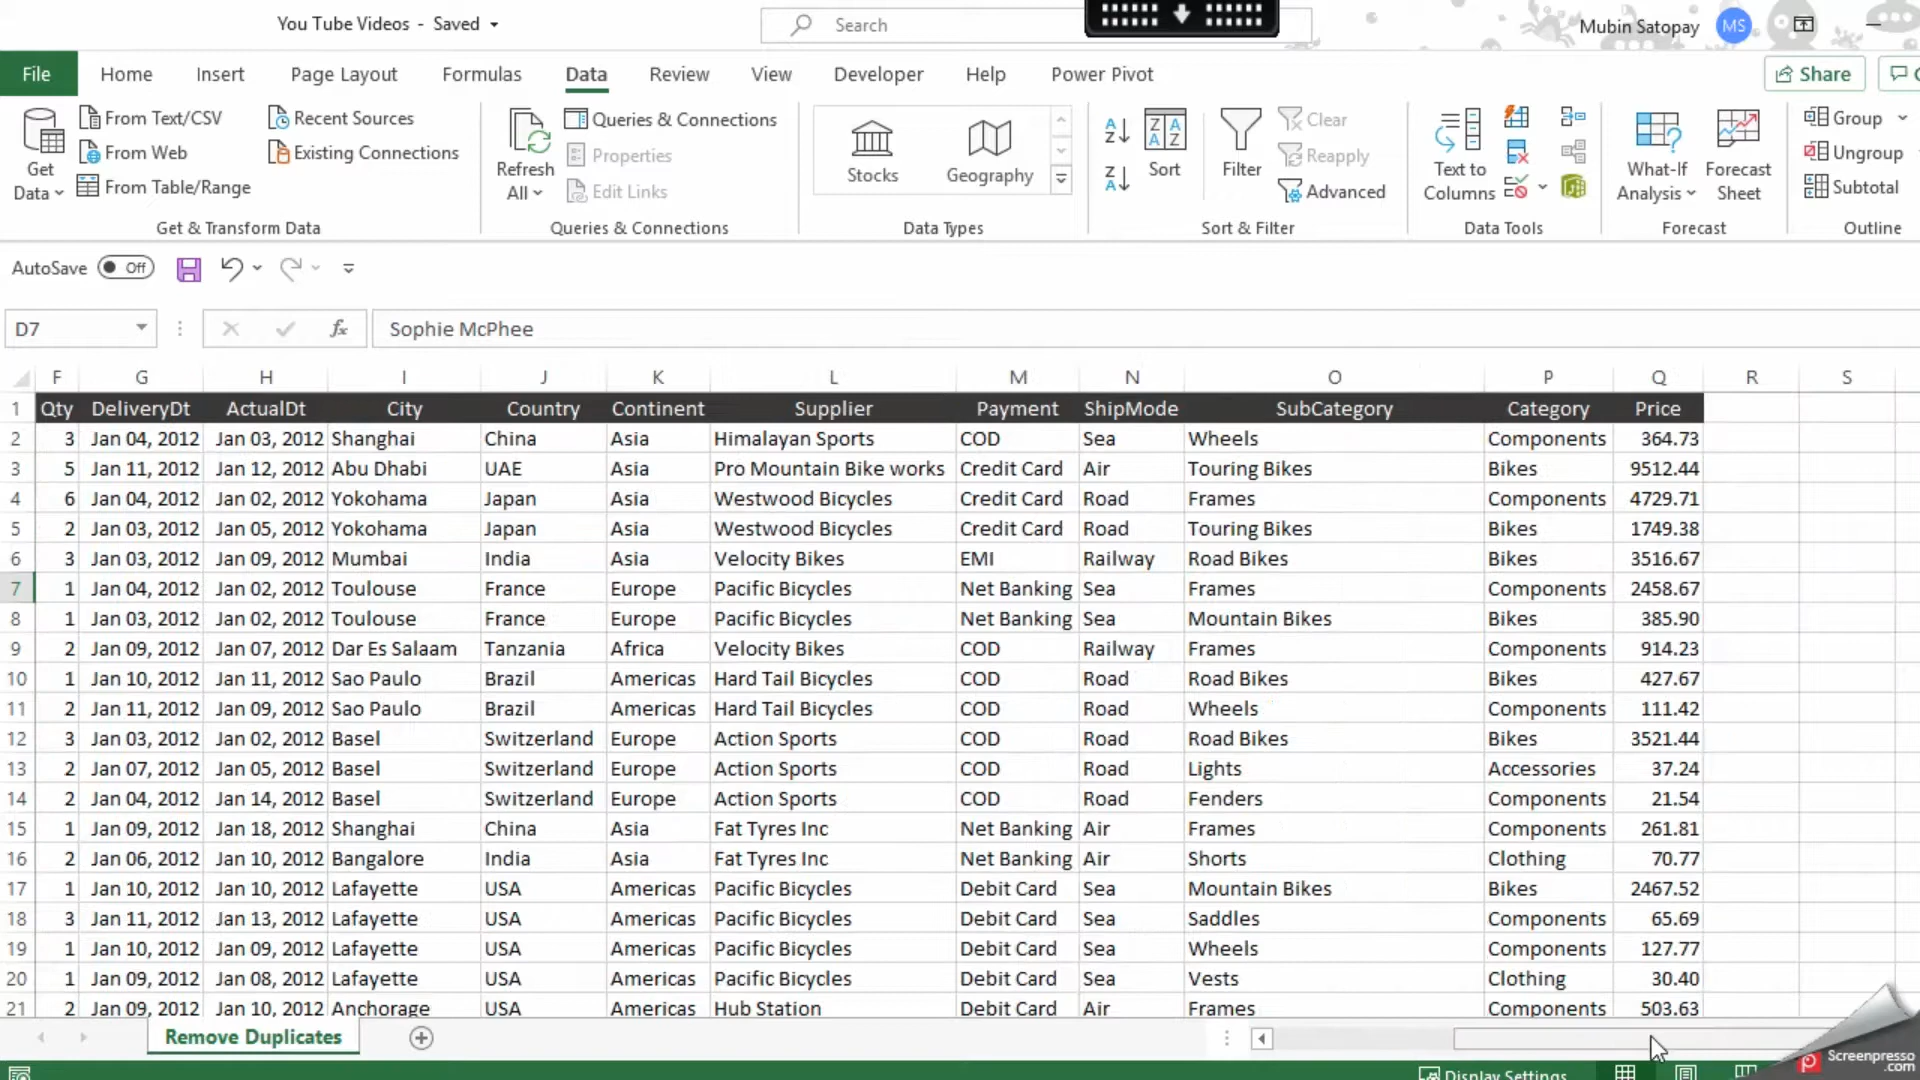 You Tube Videos - Saved
Search
Mubin Satopay
MS
File Home Insert Page Layout Formulas Data Review View Developer Help Power Pivot
Share
Get Data
From Text/CSV
From Web
From Table/Range
Recent Sources
Existing Connections
Get & Transform Data
Refresh All
Queries & Connections
Properties
Edit Links
Queries & Connections
Stocks
Geography
Data Types
Sort
Filter
Clear
Reapply
Advanced
Sort & Filter
Text to Columns
Data Tools
What-If Analysis
Forecast Sheet
Forecast
Group
Ungroup
Subtotal
Outline
AutoSave Off
D7 fx Sophie McPhee
F G H I J K L M N O P Q R S
1 Qty DeliveryDt ActualDt City Country Continent Supplier Payment ShipMode SubCategory Category Price
2 3 Jan 04, 2012 Jan 03, 2012 Shanghai China Asia Himalayan Sports COD Sea Wheels Components 364.73
3 5 Jan 11, 2012 Jan 12, 2012 Abu Dhabi UAE Asia Pro Mountain Bike works Credit Card Air Touring Bikes Bikes 9512.44
4 6 Jan 04, 2012 Jan 02, 2012 Yokohama Japan Asia Westwood Bicycles Credit Card Road Frames Components 4729.71
5 2 Jan 03, 2012 Jan 05, 2012 Yokohama Japan Asia Westwood Bicycles Credit Card Road Touring Bikes Bikes 1749.38
6 3 Jan 03, 2012 Jan 09, 2012 Mumbai India Asia Velocity Bikes EMI Railway Road Bikes Bikes 3516.67
7 1 Jan 04, 2012 Jan 02, 2012 Toulouse France Europe Pacific Bicycles Net Banking Sea Frames Components 2458.67
8 1 Jan 03, 2012 Jan 02, 2012 Toulouse France Europe Pacific Bicycles Net Banking Sea Mountain Bikes Bikes 385.90
9 2 Jan 09, 2012 Jan 07, 2012 Dar Es Salaam Tanzania Africa Velocity Bikes COD Railway Frames Components 914.23
10 1 Jan 10, 2012 Jan 11, 2012 Sao Paulo Brazil Americas Hard Tail Bicycles COD Road Road Bikes Bikes 427.67
11 2 Jan 11, 2012 Jan 09, 2012 Sao Paulo Brazil Americas Hard Tail Bicycles COD Road Wheels Components 111.42
12 3 Jan 03, 2012 Jan 02, 2012 Basel Switzerland Europe Action Sports COD Road Road Bikes Bikes 3521.44
13 2 Jan 07, 2012 Jan 05, 2012 Basel Switzerland Europe Action Sports COD Road Lights Accessories 37.24
14 2 Jan 04, 2012 Jan 14, 2012 Basel Switzerland Europe Action Sports COD Road Fenders Components 21.54
15 1 Jan 09, 2012 Jan 18, 2012 Shanghai China Asia Fat Tyres Inc Net Banking Air Frames Components 261.81
16 2 Jan 06, 2012 Jan 10, 2012 Bangalore India Asia Fat Tyres Inc Net Banking Air Shorts Clothing 70.77
17 1 Jan 10, 2012 Jan 10, 2012 Lafayette USA Americas Pacific Bicycles Debit Card Sea Mountain Bikes Bikes 2467.52
18 3 Jan 11, 2012 Jan 13, 2012 Lafayette USA Americas Pacific Bicycles Debit Card Sea Saddles Components 65.69
19 1 Jan 10, 2012 Jan 09, 2012 Lafayette USA Americas Pacific Bicycles Debit Card Sea Wheels Components 127.77
20 1 Jan 09, 2012 Jan 08, 2012 Lafayette USA Americas Pacific Bicycles Debit Card Sea Vests Clothing 30.40
21 2 Jan 09, 2012 Jan 10, 2012 Anchorage USA Americas Hub Station Debit Card Air Frames Components 503.63
Remove Duplicates
Display Settings
Screenpresso
.com